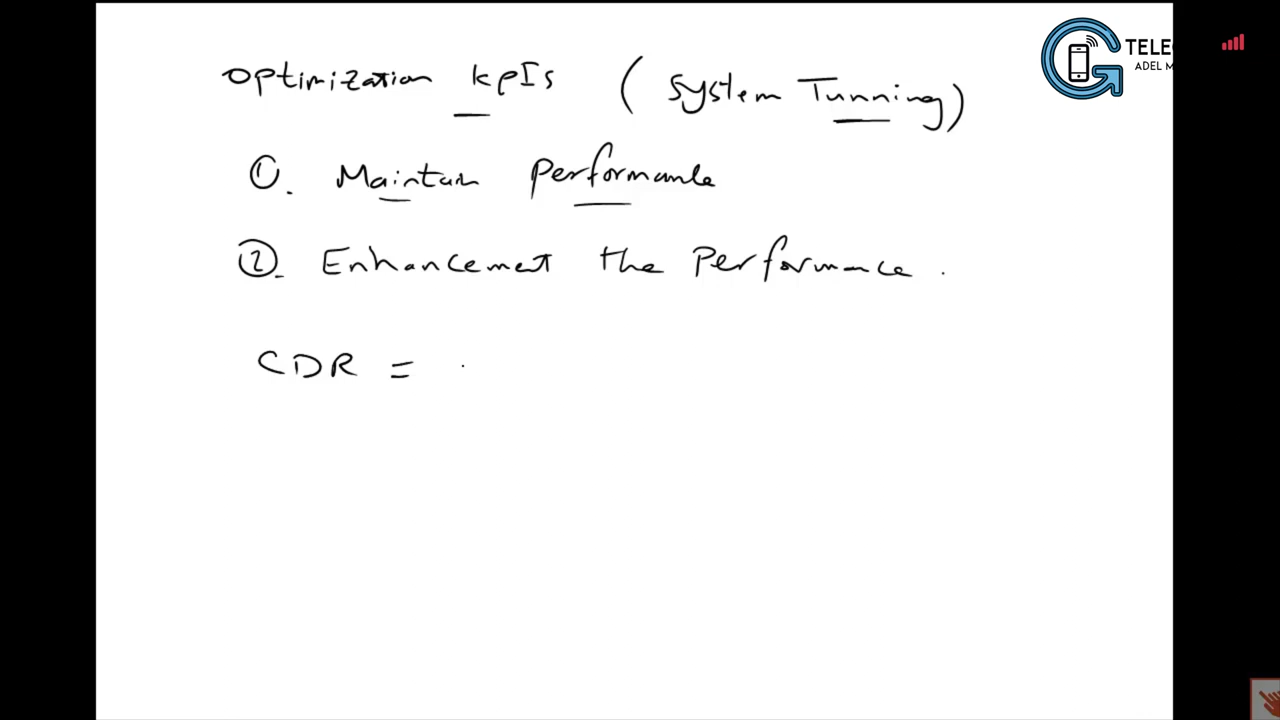 Optimization KPIs ( System Tunning )
TELE
ADEL M
1. Maintain Performance
2. Enhancement the Performance .
CDR = .